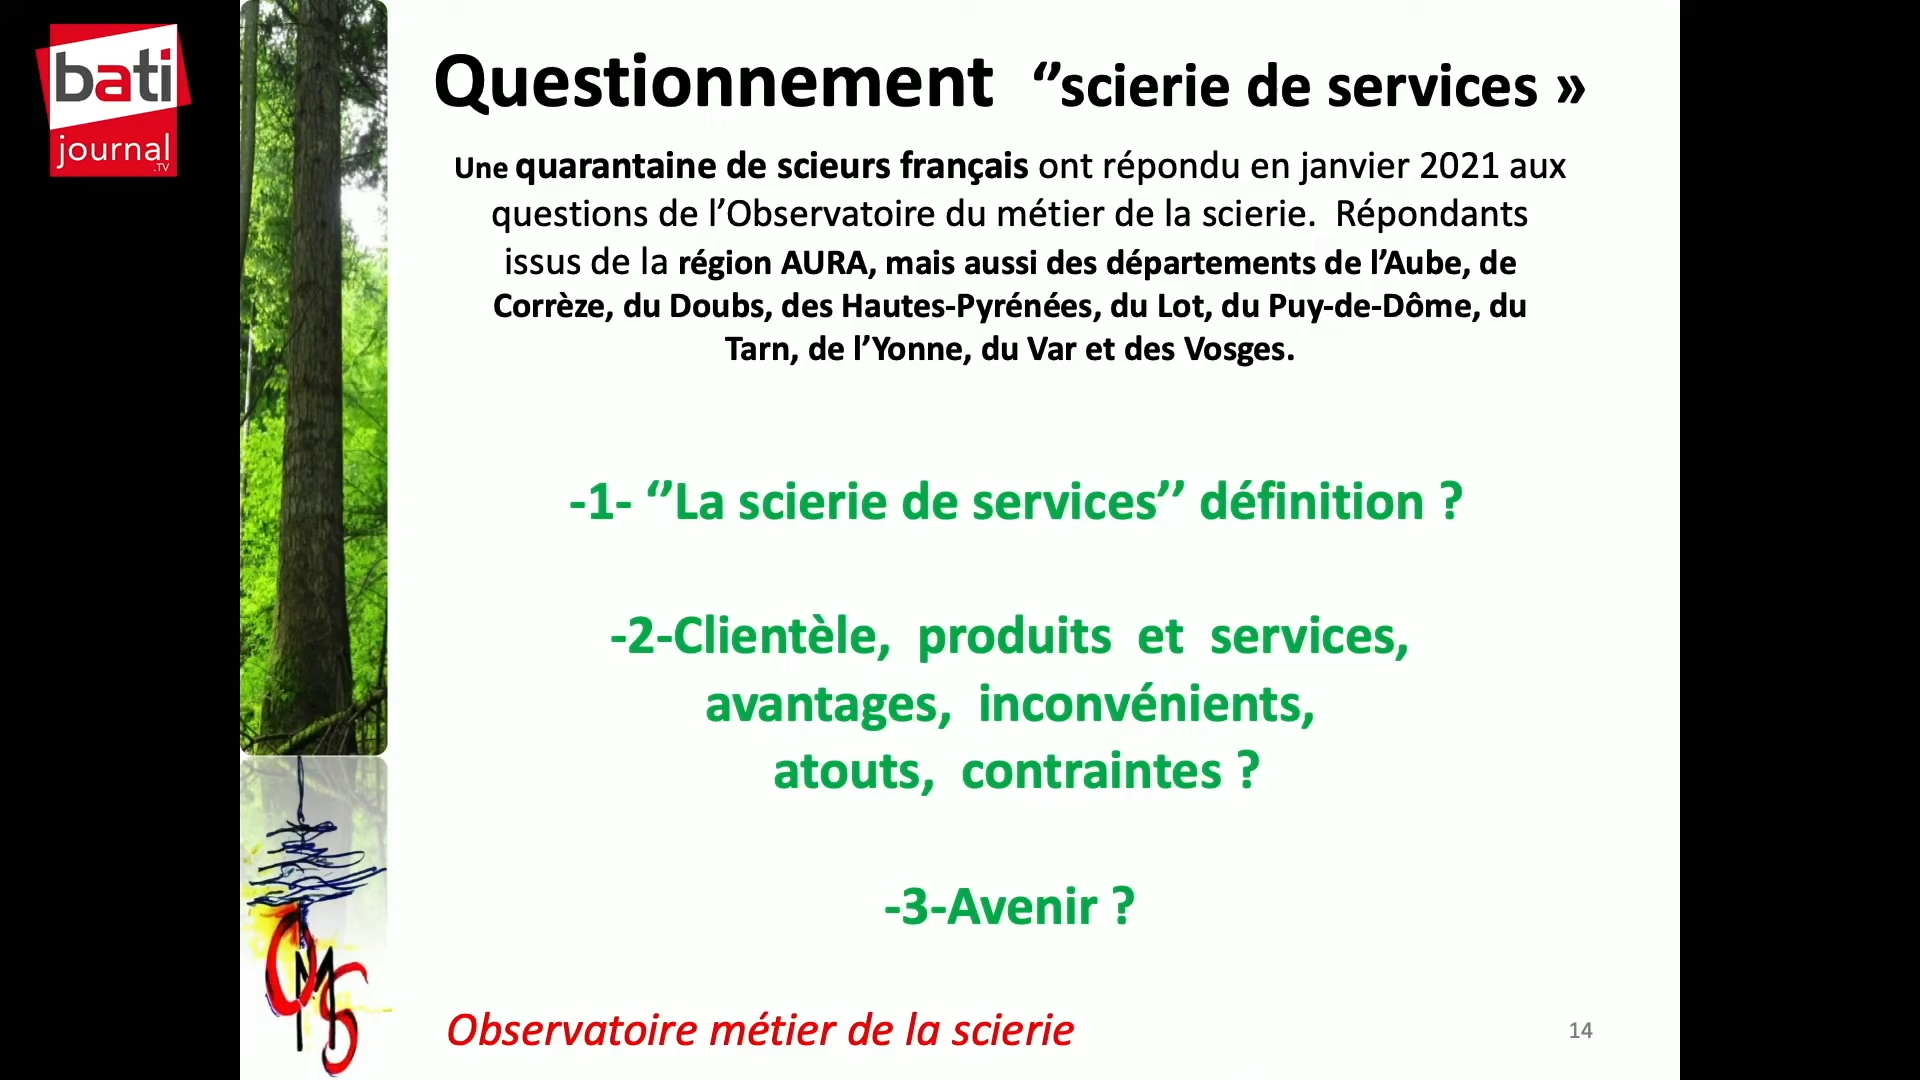 bati
journal
.TV
Questionnement ‘’scierie de services »
Une quarantaine de scieurs français ont répondu en janvier 2021 aux
questions de l’Observatoire du métier de la scierie. Répondants
issus de la région AURA, mais aussi des départements de l’Aube, de
Corrèze, du Doubs, des Hautes-Pyrénées, du Lot, du Puy-de-Dôme, du
Tarn, de l’Yonne, du Var et des Vosges.
-1- ‘’La scierie de services’’ définition ?
-2-Clientèle, produits et services,
avantages, inconvénients,
atouts, contraintes ?
-3-Avenir ?
OMS
Observatoire métier de la scierie
14